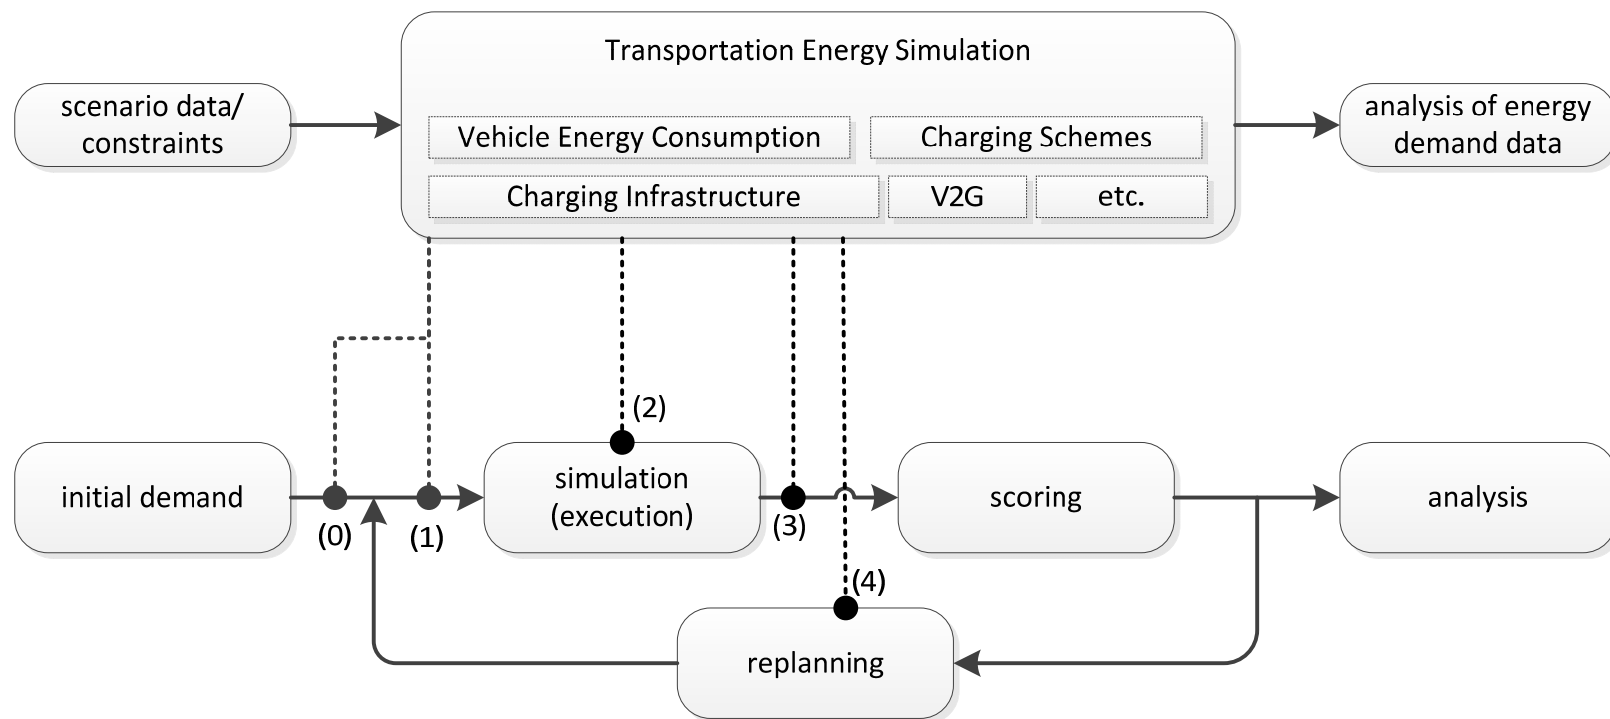 Transportation Energy Simulation
scenario data/
constraints
Vehicle Energy Consumption
Charging Schemes
Charging Infrastructure
V2G
etc.
analysis of energy
demand data
(2)
initial demand
(0)
(1)
simulation
(execution)
(3)
scoring
analysis
(4)
replanning